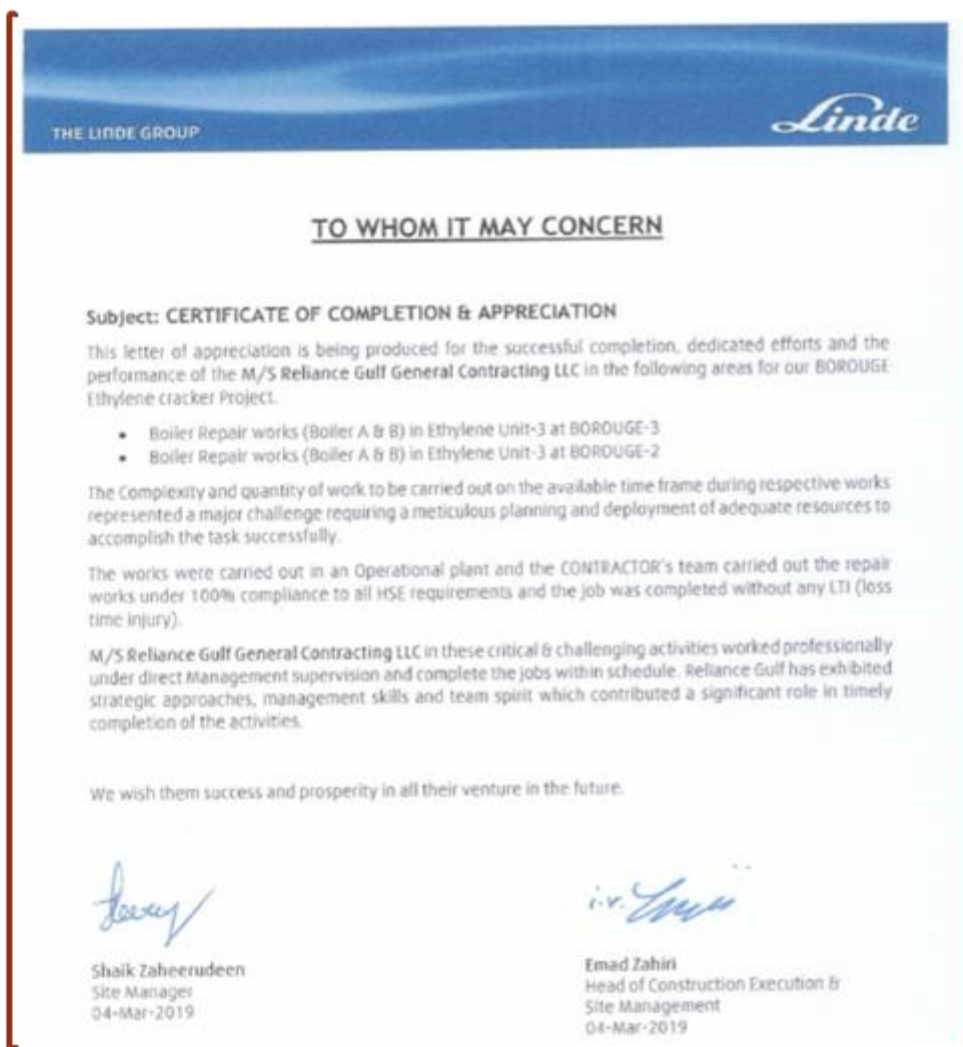 THE LINDE GROUP
Linde
TO WHOM IT MAY CONCERN
Subject: CERTIFICATE OF COMPLETION & APPRECIATION
This letter of appreciation is being produced for the successful completion, dedicated efforts and the
performance of the M/S Reliance Gulf General Contracting LLC in the following areas for our BOROUGE
Ethylene cracker Project.
• Boiler Repair works (Boiler A & B) in Ethylene Unit-3 at BOROUGE-3
• Boiler Repair works (Boiler A & B) in Ethylene Unit-3 at BOROUGE-2
The Complexity and quantity of work to be carried out on the available time frame during respective works
represented a major challenge requiring a meticulous planning and deployment of adequate resources to
accomplish the task successfully.
The works were carried out in an Operational plant and the CONTRACTOR's team carried out the repair
works under 100% compliance to all HSE requirements and the job was completed without any LTI (loss
time injury).
M/S Reliance Gulf General Contracting LLC in these critical & challenging activities worked professionally
under direct Management supervision and complete the jobs within schedule. Reliance Gulf has exhibited
strategic approaches, management skills and team spirit which contributed a significant role in timely
completion of the activities.
We wish them success and prosperity in all their venture in the future.
i.v.
Shaik Zaheerudeen
Site Manager
04-Mar-2019
Emad Zahiri
Head of Construction Execution &
Site Management
04-Mar-2019